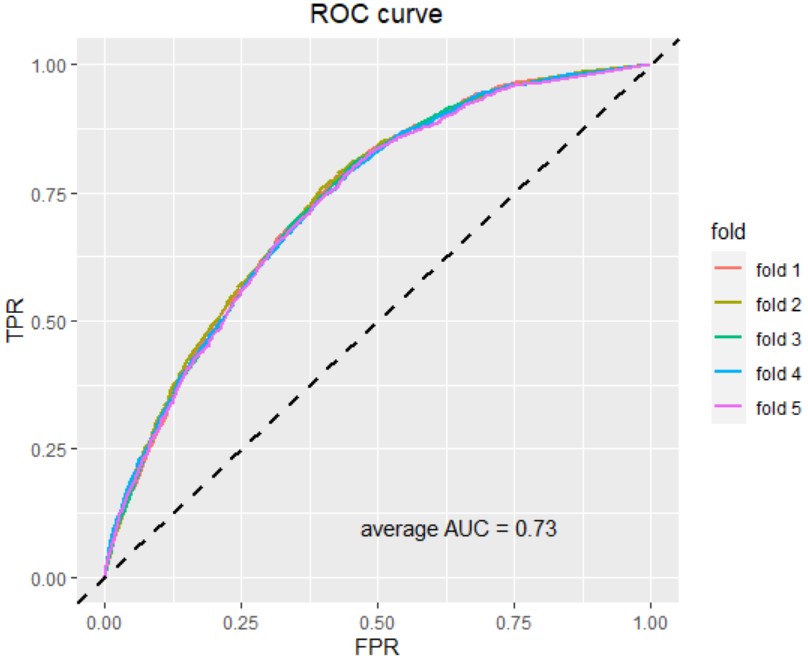 ROC curve
1.00
0.75
0.50
0.25
0.00
TPR
average AUC = 0.73
0.00 0.25 0.50 0.75 1.00
FPR
fold
fold 1
fold 2
fold 3
fold 4
fold 5